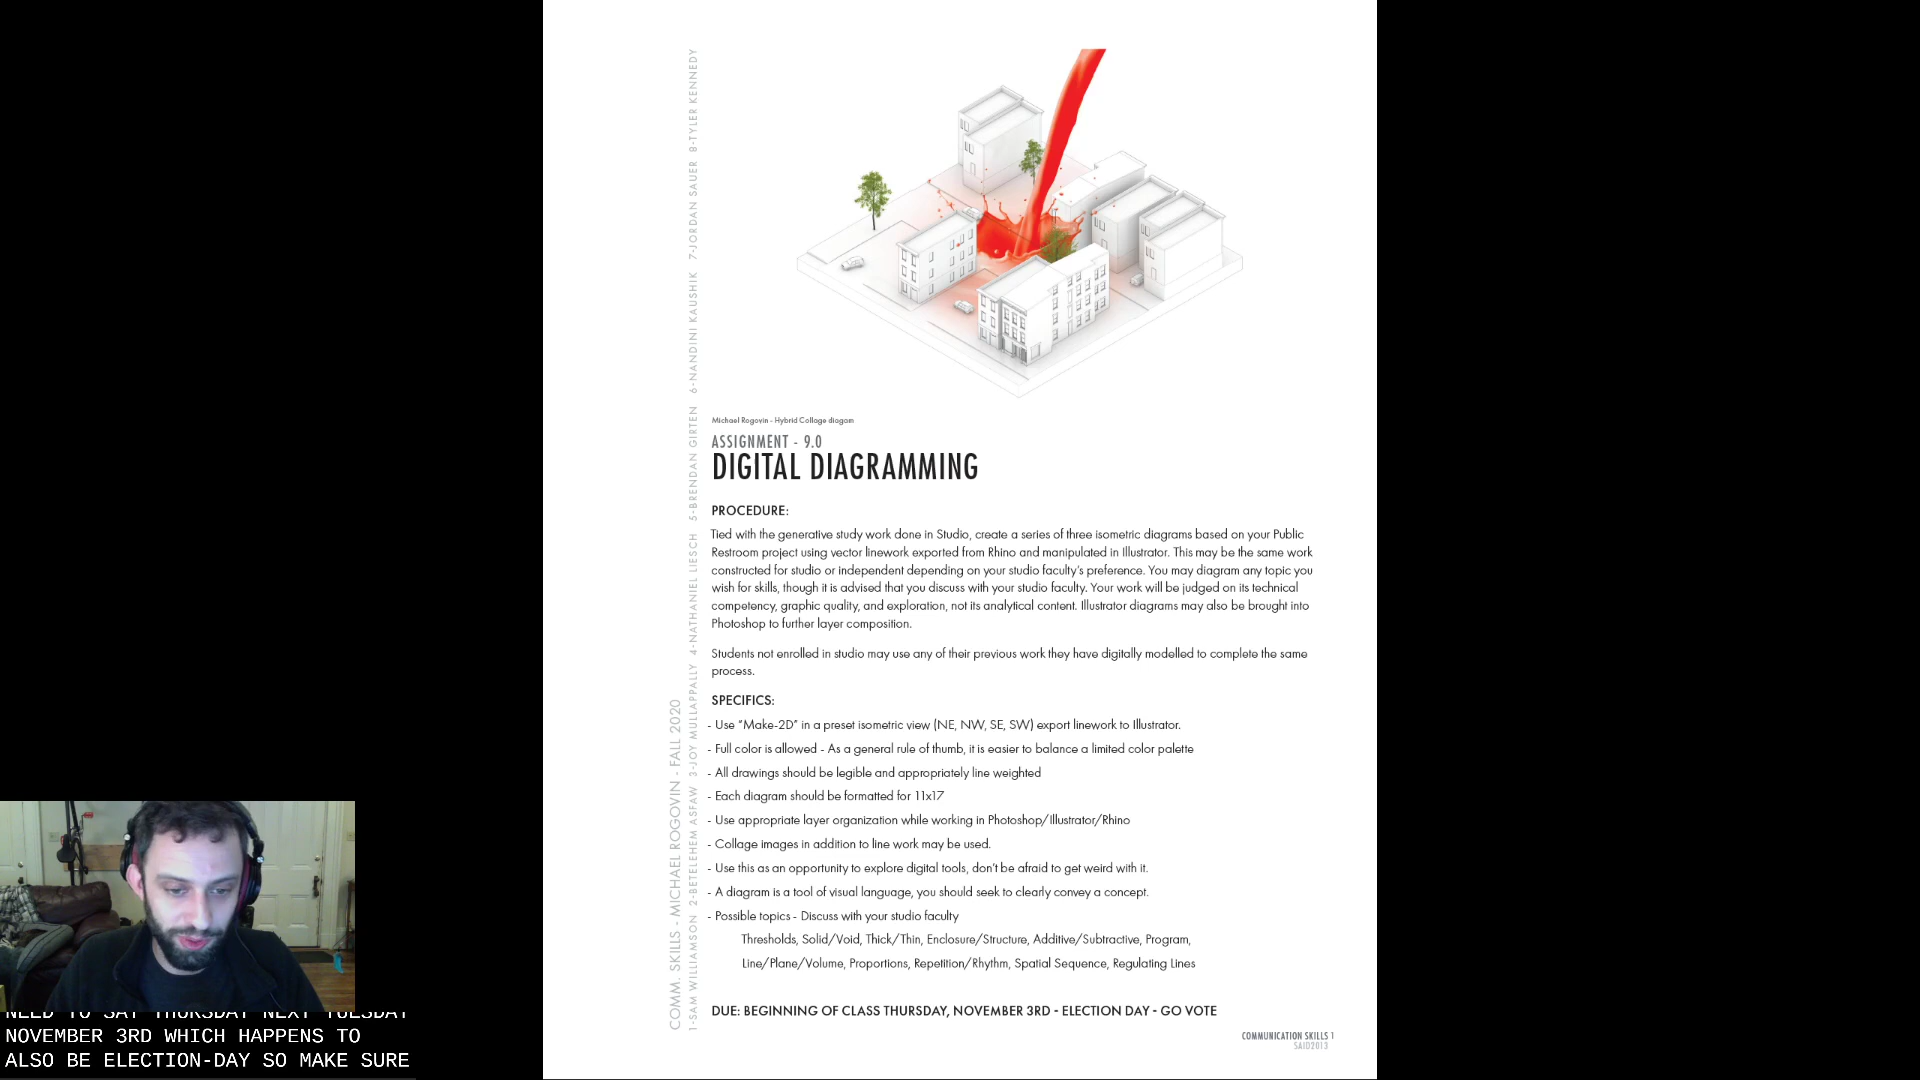 Michael Rogovin - Hybrid Collage diagam
ASSIGNMENT - 9.0
DIGITAL DIAGRAMMING
PROCEDURE:
Tied with the generative study work done in Studio, create a series of three isometric diagrams based on your Public
Restroom project using vector linework exported from Rhino and manipulated in Illustrator. This may be the same work
constructed for studio or independent depending on your studio faculty's preference. You may diagram any topic you
wish for skills, though it is advised that you discuss with your studio faculty. Your work will be judged on its technical
competency, graphic quality, and exploration, not its analytical content. Illustrator diagrams may also be brought into
Photoshop to further layer composition.
Students not enrolled in studio may use any of their previous work they have digitally modelled to complete the same
process.
SPECIFICS:
- Use “Make-2D” in a preset isometric view (NE, NW, SE, SW) export linework to Illustrator.
- Full color is allowed - As a general rule of thumb, it is easier to balance a limited color palette
- All drawings should be legible and appropriately line weighted
- Each diagram should be formatted for 11x17
- Use appropriate layer organization while working in Photoshop/Illustrator/Rhino
- Collage images in addition to line work may be used.
- Use this as an opportunity to explore digital tools, don't be afraid to get weird with it.
- A diagram is a tool of visual language, you should seek to clearly convey a concept.
- Possible topics - Discuss with your studio faculty
Thresholds, Solid/Void, Thick/Thin, Enclosure/Structure, Additive/Subtractive, Program,
Line/Plane/Volume, Proportions, Repetition/Rhythm, Spatial Sequence, Regulating Lines
DUE: BEGINNING OF CLASS THURSDAY, NOVEMBER 3RD - ELECTION DAY - GO VOTE
COMMUNICATION SKILLS 1
SAID2013
COMM. SKILLS - MICHAEL ROGOVIN - FALL 2020
1-SAM WILLIAMSON 2-BETELEHEM ASFAW 3-JOY MULLAPPALLY 4-NATHANIEL LIESCH 5-BRENDAN GIRTEN 6-NANDINI KAUSHIK 7-JORDAN SAUER 8-TYLER KENNEDY
NEED TO SAY THURSDAY NEXT TUESDAY
NOVEMBER 3RD WHICH HAPPENS TO
ALSO BE ELECTION-DAY SO MAKE SURE